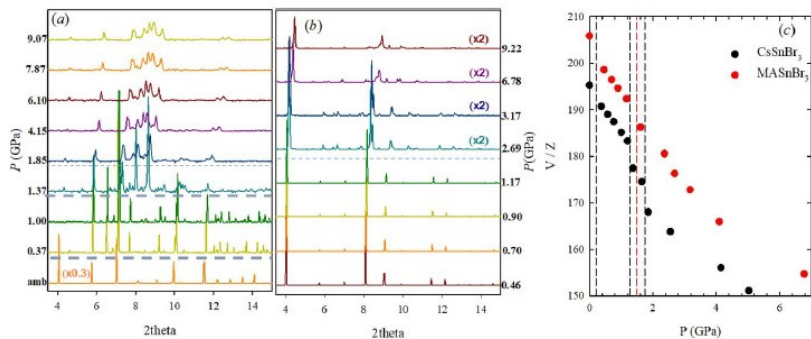 (a)
9.07
7.87
6.10
4.15
1.85
1.37
1.00
0.37
amb
(x0.3)
P (GPa)
4 6 8 10 12 14
2theta
(b)
(x2)
9.22
(x2)
6.78
(x2)
3.17
(x2)
2.69
1.17
0.90
0.70
0.46
P(GPa)
4 6 8 10 12 14
2theta
(c)
CsSnBr3
MASnBr3
210
200
190
180
170
160
150
V / Z
0 2 4 6
P (GPa)